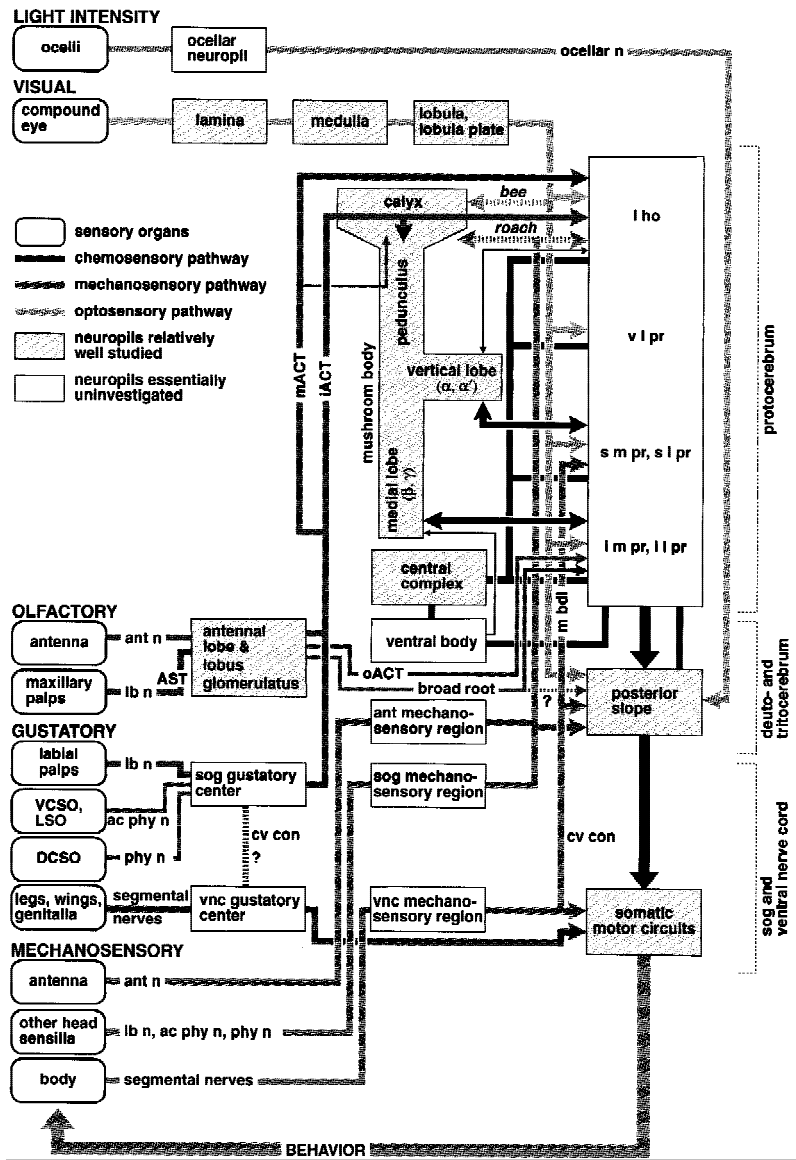 LIGHT INTENSITY
ocelli
ocellar
neuropil
ocellar n
VISUAL
compound
eye
lamina
medulla
lobula,
lobula plate
sensory organs
chemosensory pathway
mechanosensory pathway
optosensory pathway
neuropils relatively
well studied
neuropils essentially
uninvestigated
calyx
bee
roach
pedunculus
mushroom body
vertical lobe
(α, α′)
medial lobe
(β, γ)
mACT
iACT
l ho
v l pr
s m pr, s l pr
i m pr, i l pr
protocerebrum
central
complex
ventral body
m bdl
OLFACTORY
antenna
ant n
maxillary
palps
lb n
AST
antennal
lobe &
lobus
glomerulatus
oACT
broad root
?
posterior
slope
deuto- and
tritocerebrum
ant mechano-
sensory region
GUSTATORY
labial
palps
lb n
VCSO,
LSO
ac phy n
DCSO
phy n
legs, wings,
genitalia
segmental
nerves
sog gustatory
center
cv con
?
vnc gustatory
center
sog mechano-
sensory region
vnc mechano-
sensory region
cv con
somatic
motor circuits
sog and
ventral nerve cord
MECHANOSENSORY
antenna
ant n
other head
sensilla
lb n, ac phy n, phy n
body
segmental nerves
BEHAVIOR